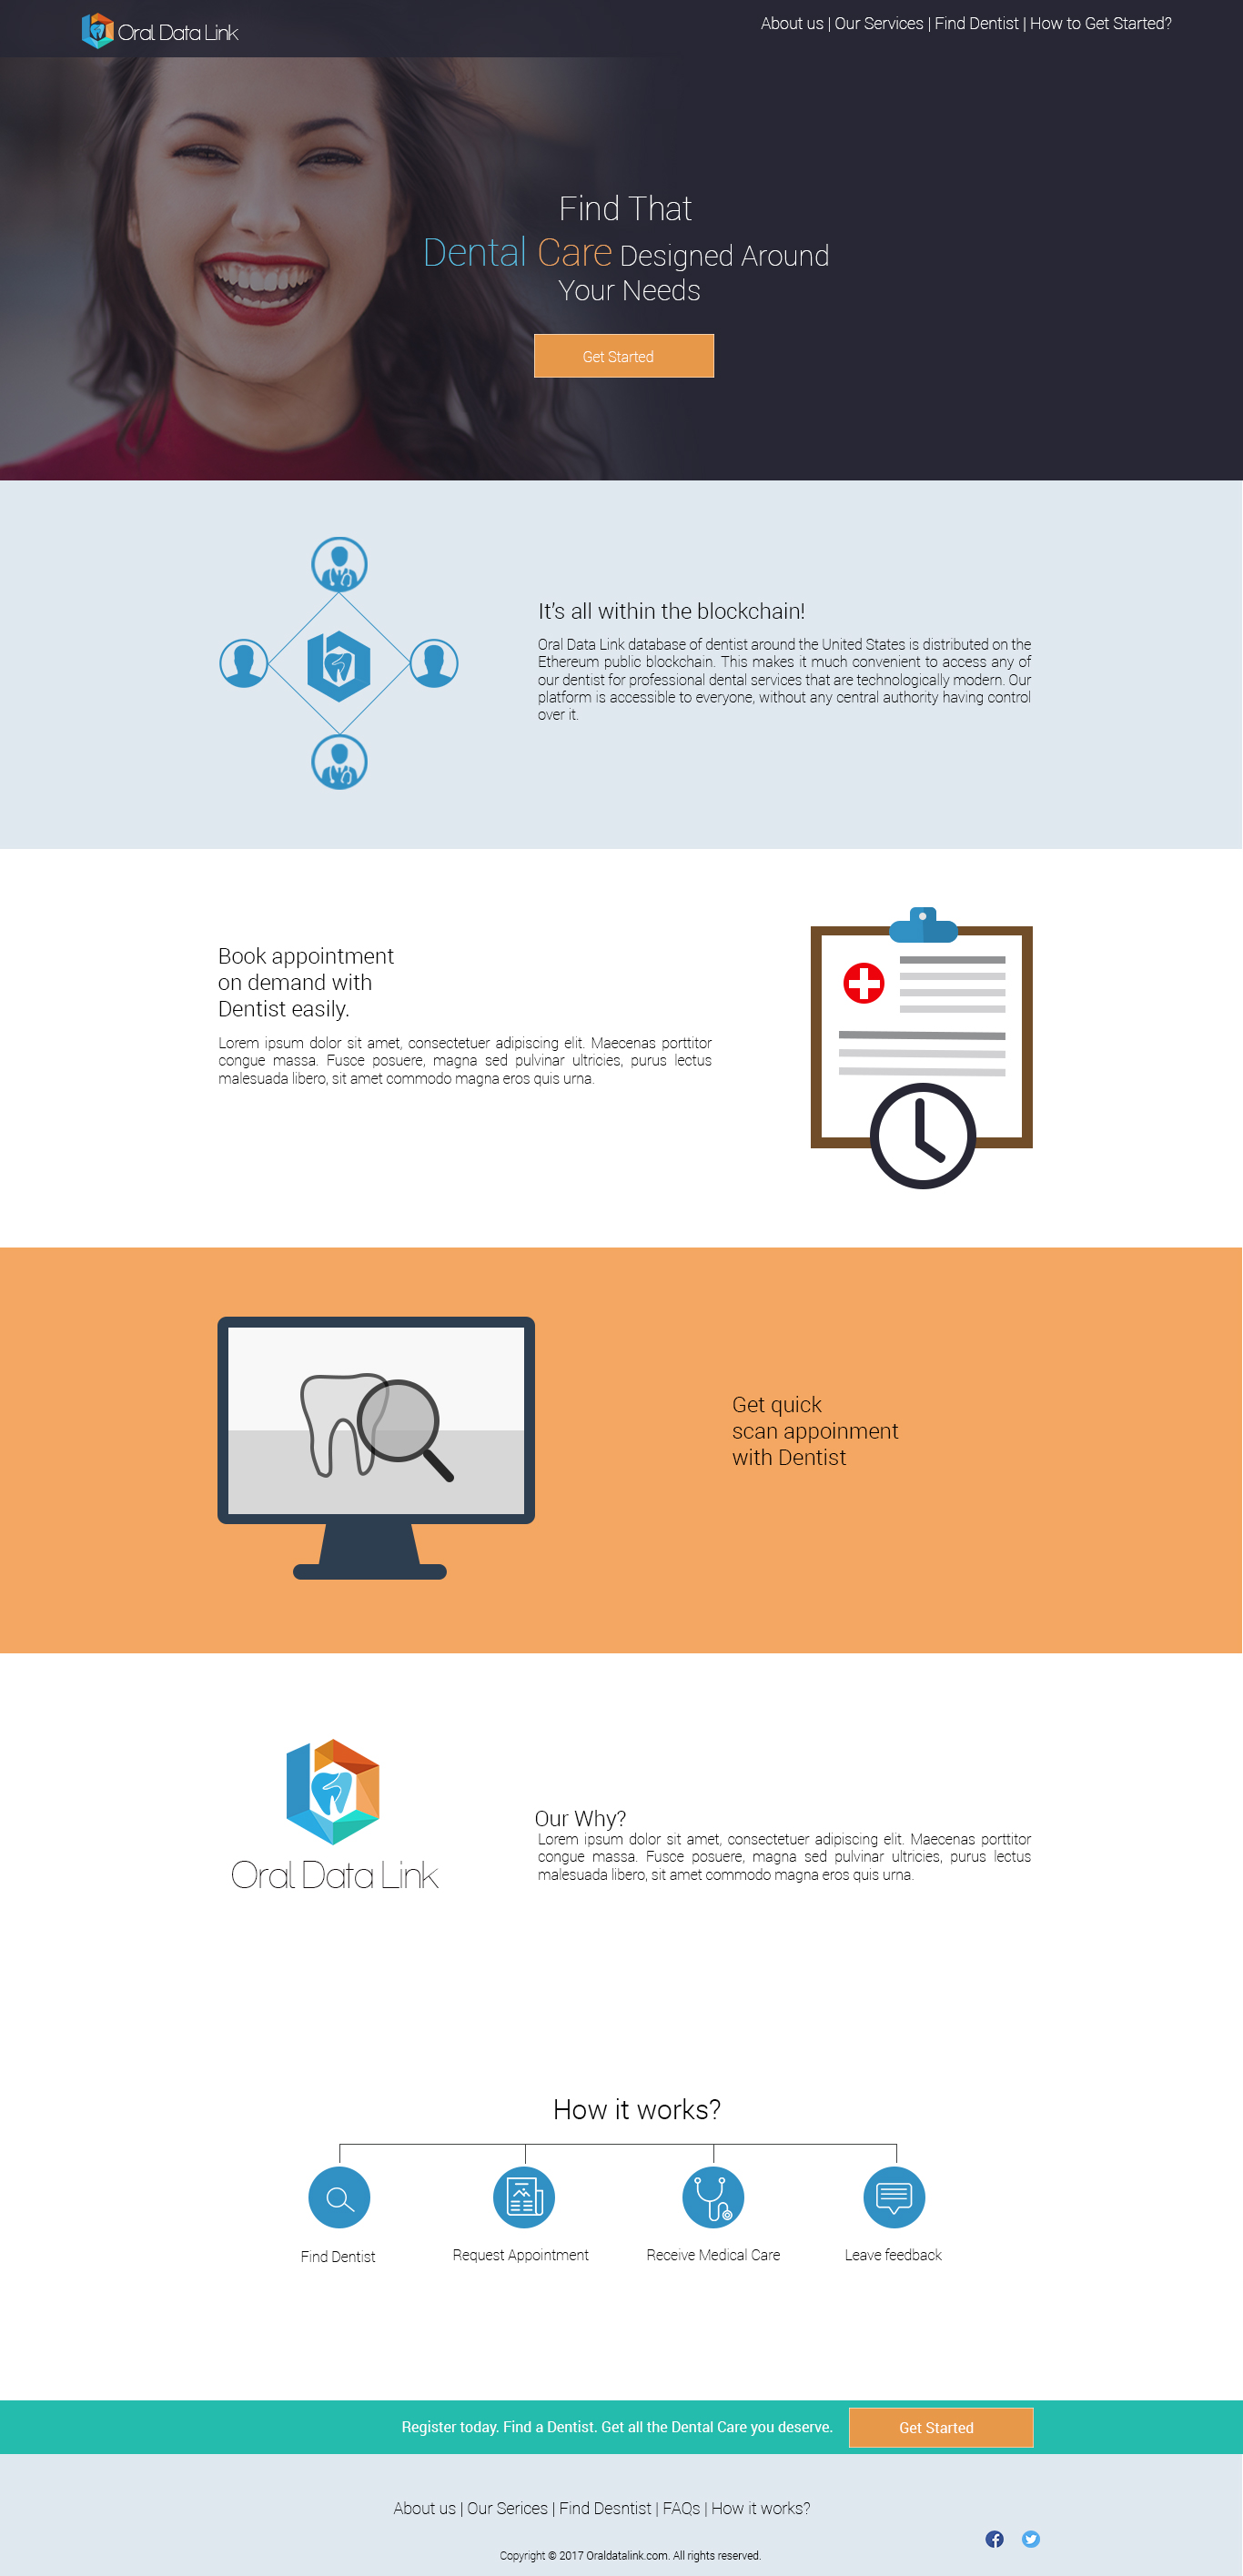 Oral Data Link
About us | Our Services | Find Dentist | How to Get Started?
Find That
Dental Care Designed Around
Your Needs
Get Started
It's all within the blockchain!
Oral Data Link database of dentist around the United States is distributed on the
Ethereum public blockchain. This makes it much convenient to access any of
our dentist for professional dental services that are technologically modern. Our
platform is accessible to everyone, without any central authority having control
over it.
Book appointment
on demand with
Dentist easily.
Lorem ipsum dolor sit amet, consectetuer adipiscing elit. Maecenas porttitor
congue massa. Fusce posuere, magna sed pulvinar ultricies, purus lectus
malesuada libero, sit amet commodo magna eros quis urna.
Get quick
scan appoinment
with Dentist
Oral Data Link
Our Why?
Lorem ipsum dolor sit amet, consectetuer adipiscing elit. Maecenas porttitor
congue massa. Fusce posuere, magna sed pulvinar ultricies, purus lectus
malesuada libero, sit amet commodo magna eros quis urna.
How it works?
Find Dentist
Request Appointment
Receive Medical Care
Leave feedback
Register today. Find a Dentist. Get all the Dental Care you deserve.
Get Started
About us | Our Serices | Find Desntist | FAQs | How it works?
Copyright © 2017 Oraldatalink.com. All rights reserved.